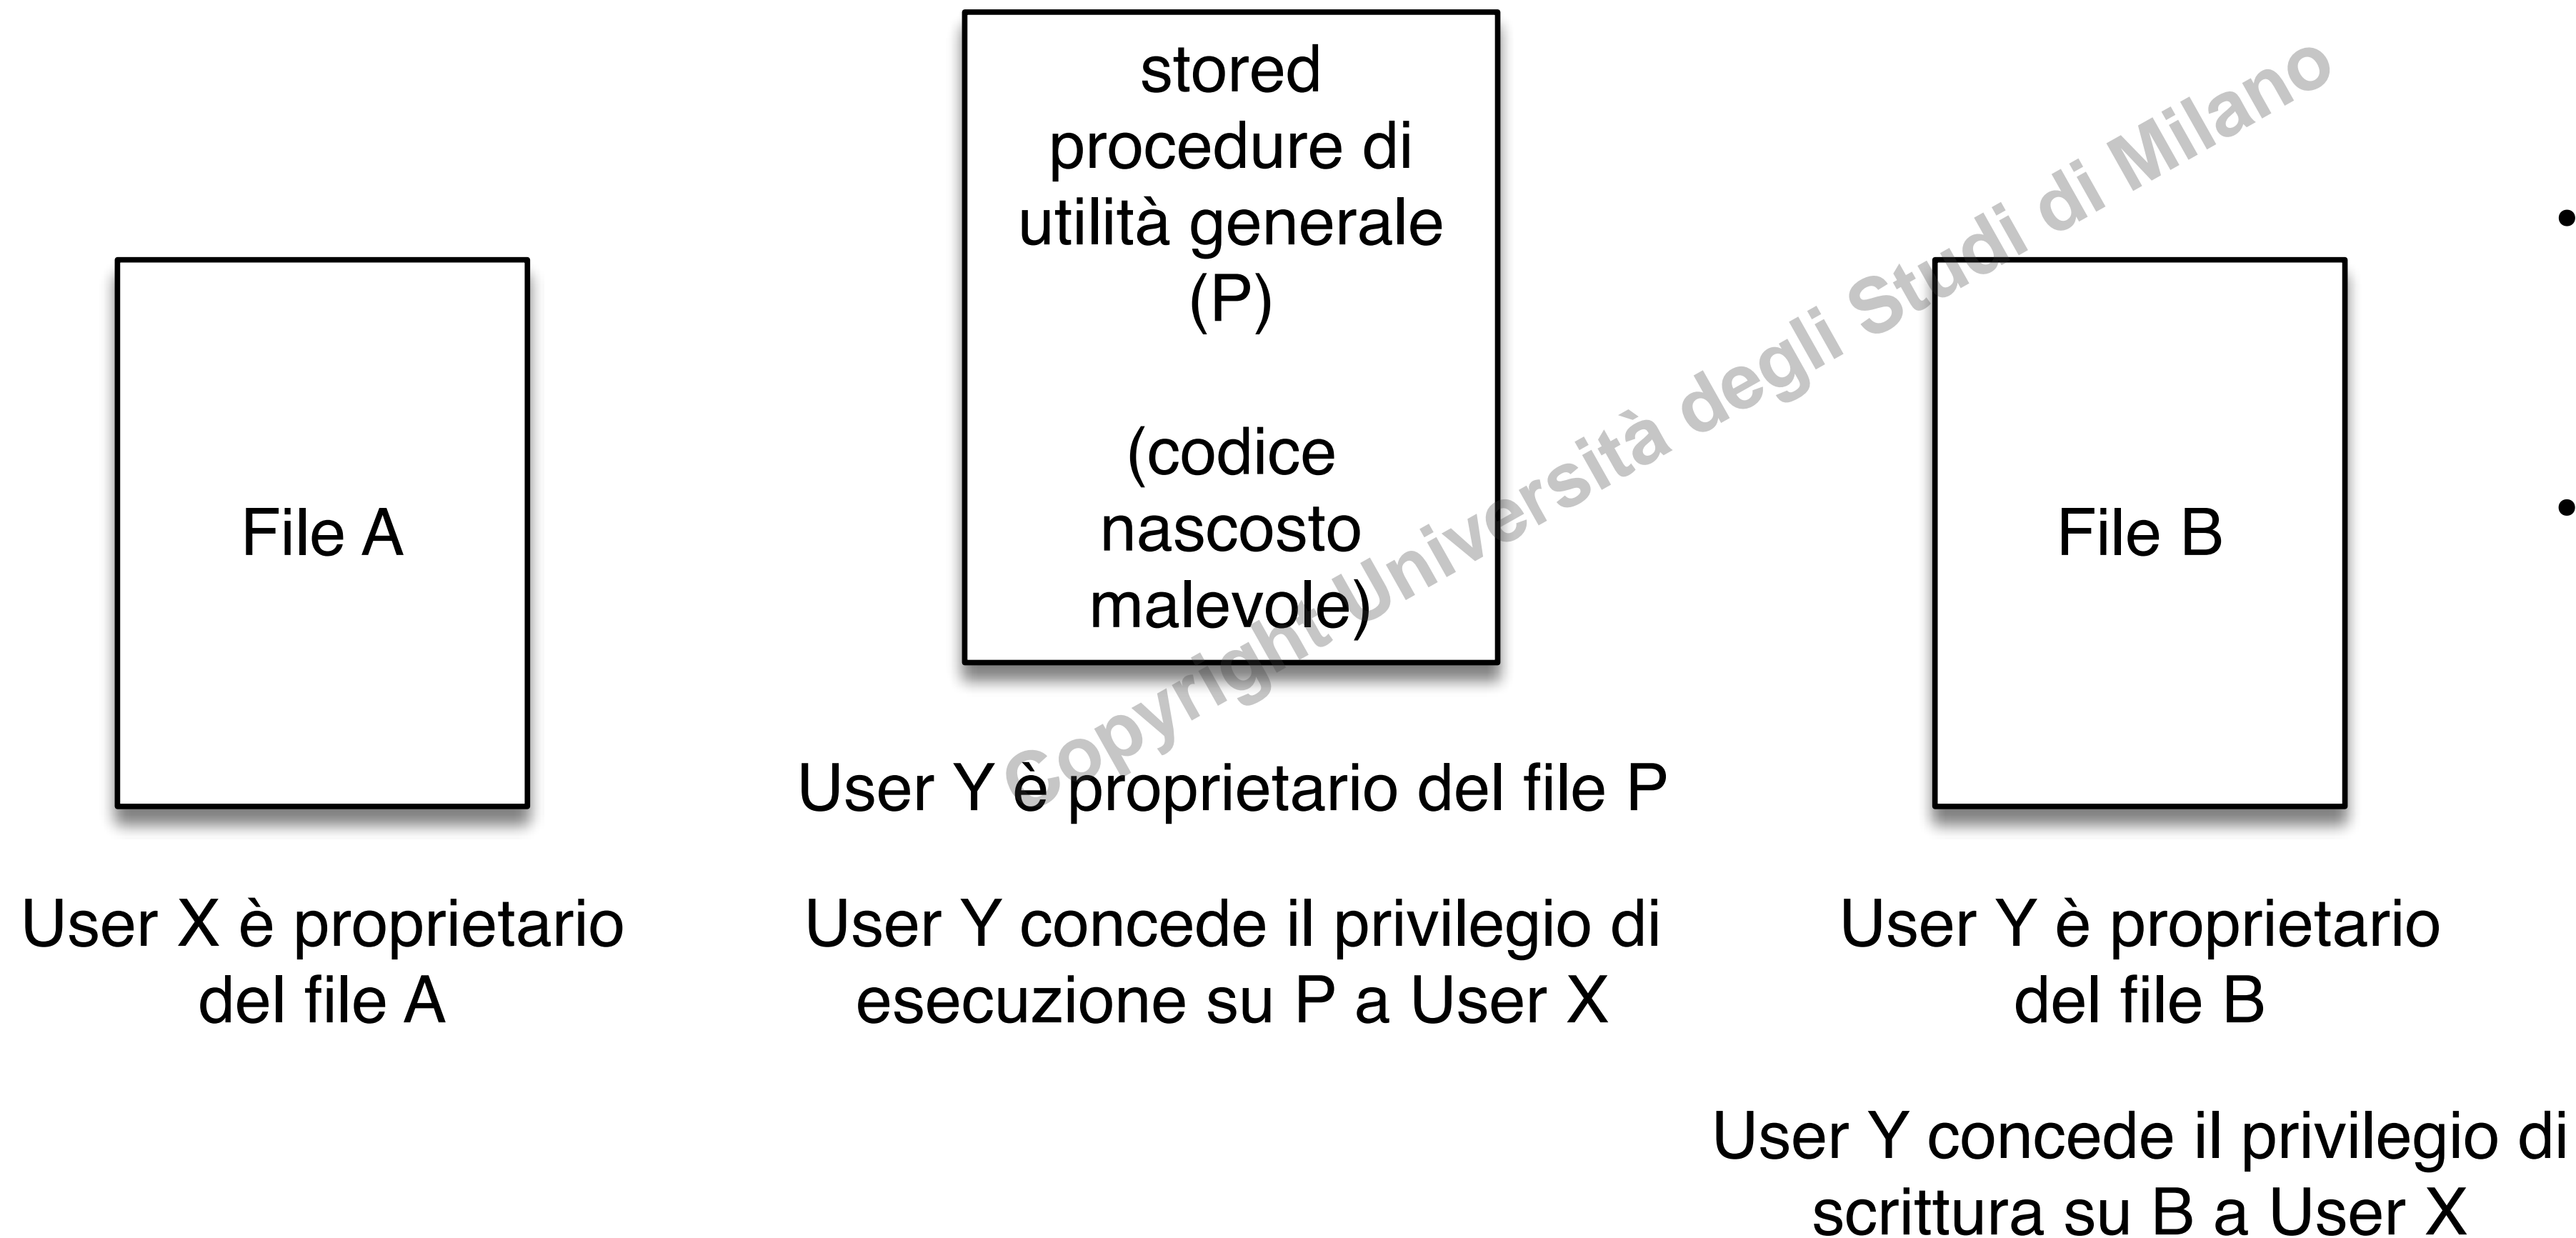 File A
User X è proprietario
del file A
stored
procedure di
utilità generale
(P)
(codice
nascosto
malevole)
User Y è proprietario del file P
User Y concede il privilegio di
esecuzione su P a User X
File B
User Y è proprietario
del file B
User Y concede il privilegio di
scrittura su B a User X
•
•
Copyright Università degli Studi di Milano